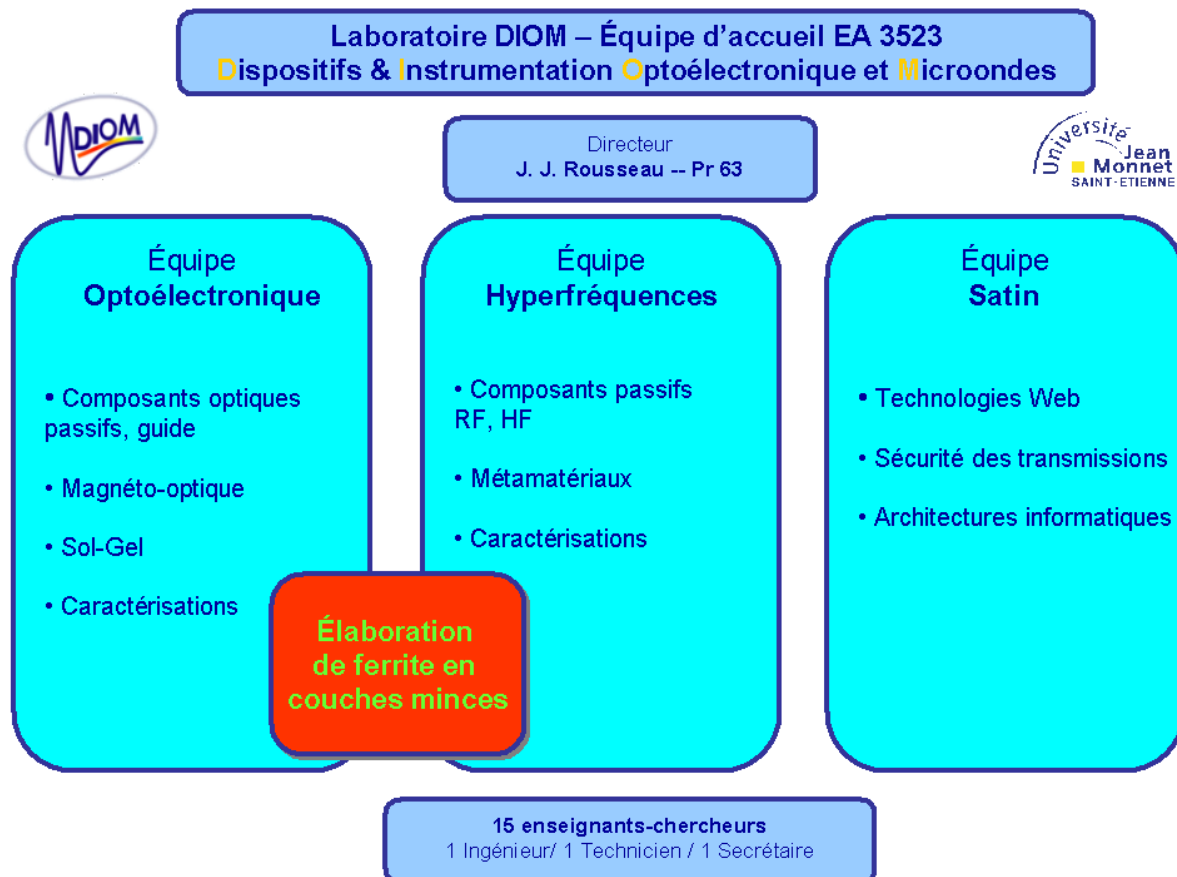 Laboratoire DIOM – Équipe d'accueil EA 3523
Dispositifs & Instrumentation Optoélectronique et Microondes
DIOM
Directeur
J. J. Rousseau -- Pr 63
Université
Jean
Monnet
SAINT-ETIENNE
Équipe
Optoélectronique
• Composants optiques
passifs, guide
• Magnéto-optique
• Sol-Gel
• Caractérisations
Équipe
Hyperfréquences
• Composants passifs
RF, HF
• Métamatériaux
• Caractérisations
Équipe
Satin
• Technologies Web
• Sécurité des transmissions
• Architectures informatiques
Élaboration
de ferrite en
couches minces
15 enseignants-chercheurs
1 Ingénieur/ 1 Technicien / 1 Secrétaire